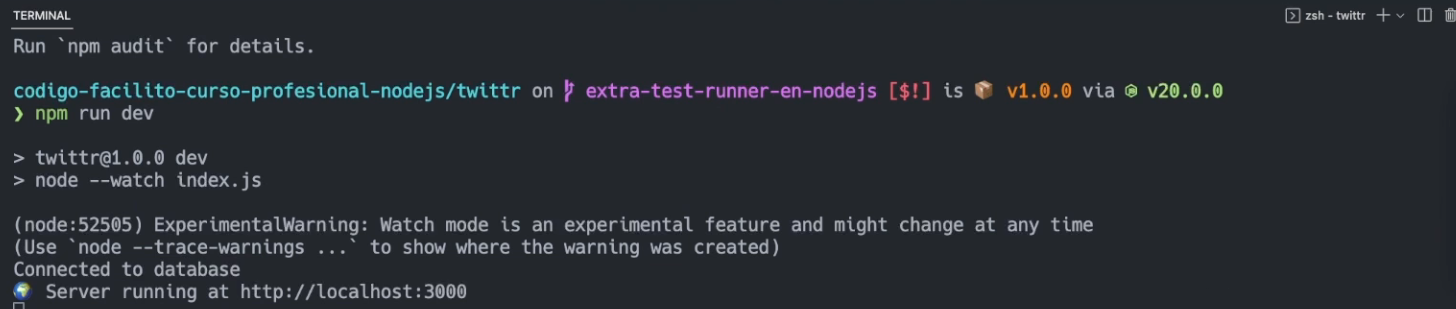 TERMINAL
zsh - twittr
Run `npm audit` for details.
codigo-facilito-curso-profesional-nodejs/twittr on extra-test-runner-en-nodejs [$!] is 📦 v1.0.0 via v20.0.0
❯ npm run dev
> twittr@1.0.0 dev
> node --watch index.js
(node:52505) ExperimentalWarning: Watch mode is an experimental feature and might change at any time
(Use `node --trace-warnings ...` to show where the warning was created)
Connected to database
🌍 Server running at http://localhost:3000